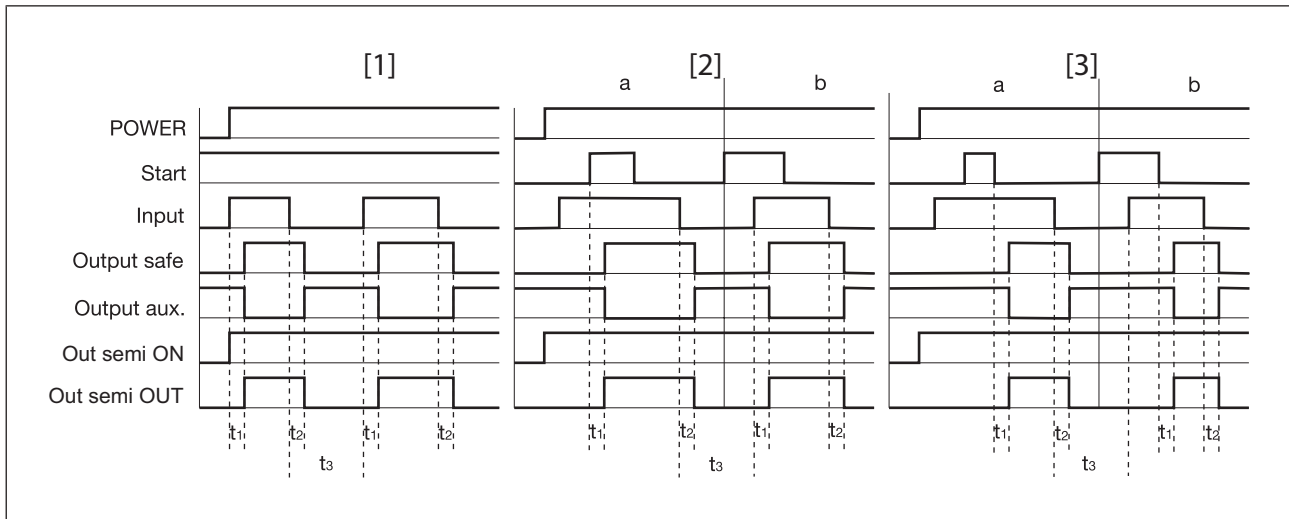 [1] [2] [3]
a b a b
POWER
Start
Input
Output safe
Output aux.
Out semi ON
Out semi OUT
t1 t2 t1 t2 t1 t2 t1 t2 t1 t2 t1 t2
t3 t3 t3